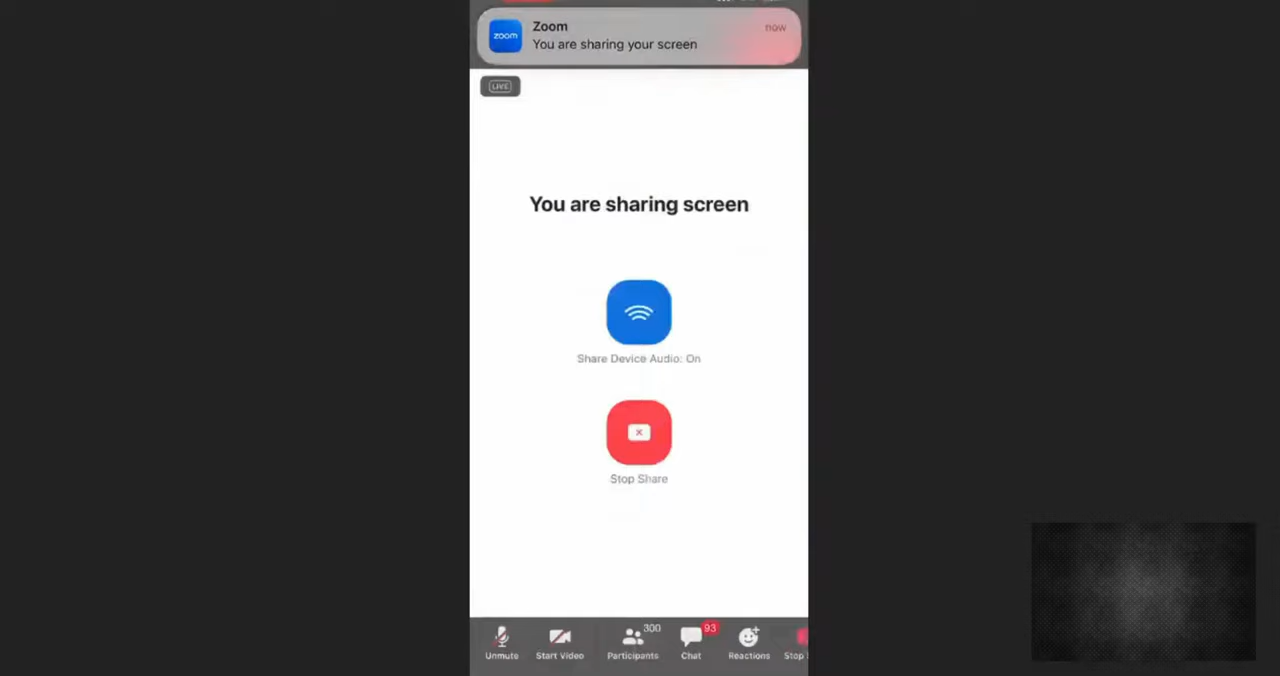 zoom
Zoom
now
You are sharing your screen
LIVE
You are sharing screen
Share Device Audio: On
Stop Share
300
93
Unmute
Start Video
Participants
Chat
Reactions
Stop